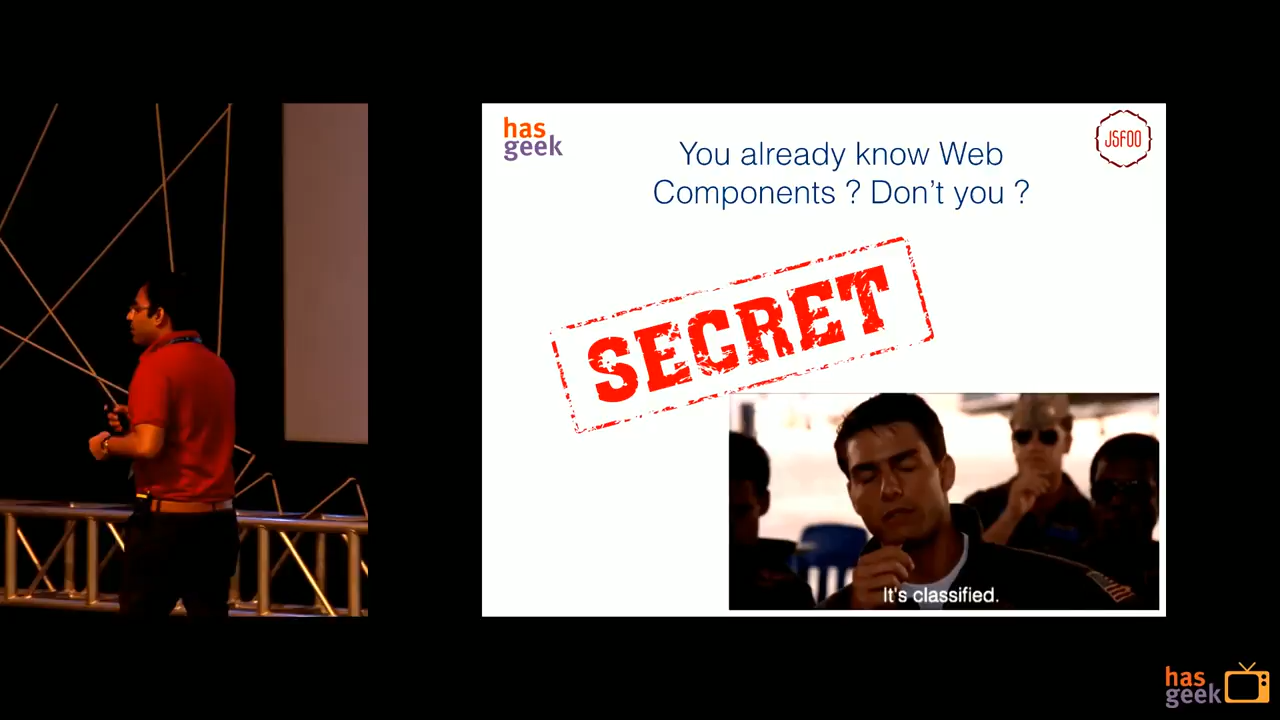 has
geek
JSFOO
You already know Web
Components ? Don't you ?
SECRET
It's classified.
has
geek